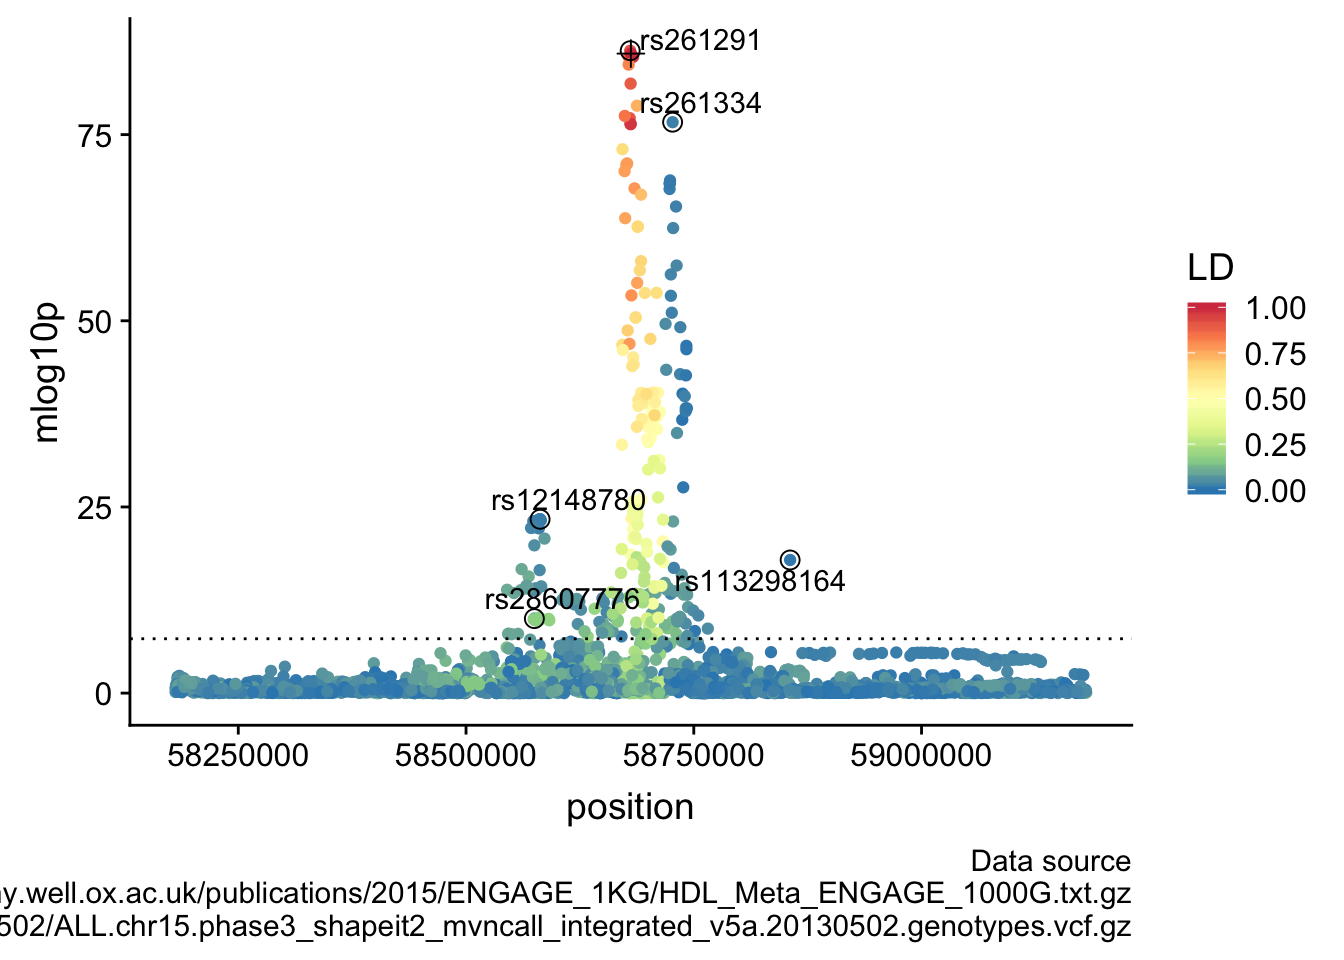 rs261291
rs261334
rs12148780
rs113298164
rs28607776
mlog10p
75
50
25
0
58250000
58500000
58750000
59000000
position
LD
1.00
0.75
0.50
0.25
0.00
Data source
y.well.ox.ac.uk/publications/2015/ENGAGE_1KG/HDL_Meta_ENGAGE_1000G.txt.gz
502/ALL.chr15.phase3_shapeit2_mvncall_integrated_v5a.20130502.genotypes.vcf.gz